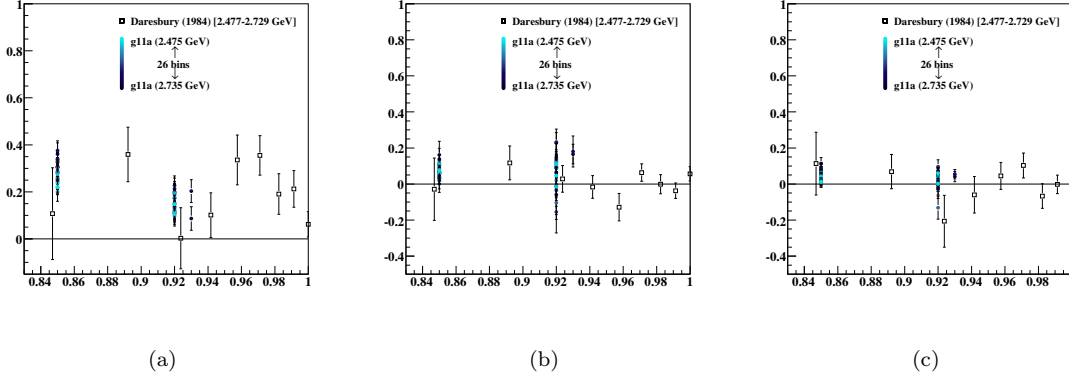 Daresbury (1984) [2.477-2.729 GeV]
g11a (2.475 GeV)
26 bins
g11a (2.735 GeV)
1
0.8
0.6
0.4
0.2
0
0.84 0.86 0.88 0.9 0.92 0.94 0.96 0.98 1
(a)
Daresbury (1984) [2.477-2.729 GeV]
g11a (2.475 GeV)
26 bins
g11a (2.735 GeV)
1
0.8
0.6
0.4
0.2
0
-0.2
-0.4
0.84 0.86 0.88 0.9 0.92 0.94 0.96 0.98 1
(b)
Daresbury (1984) [2.477-2.729 GeV]
g11a (2.475 GeV)
26 bins
g11a (2.735 GeV)
1
0.8
0.6
0.4
0.2
0
-0.2
-0.4
0.84 0.86 0.88 0.9 0.92 0.94 0.96 0.98
(c)